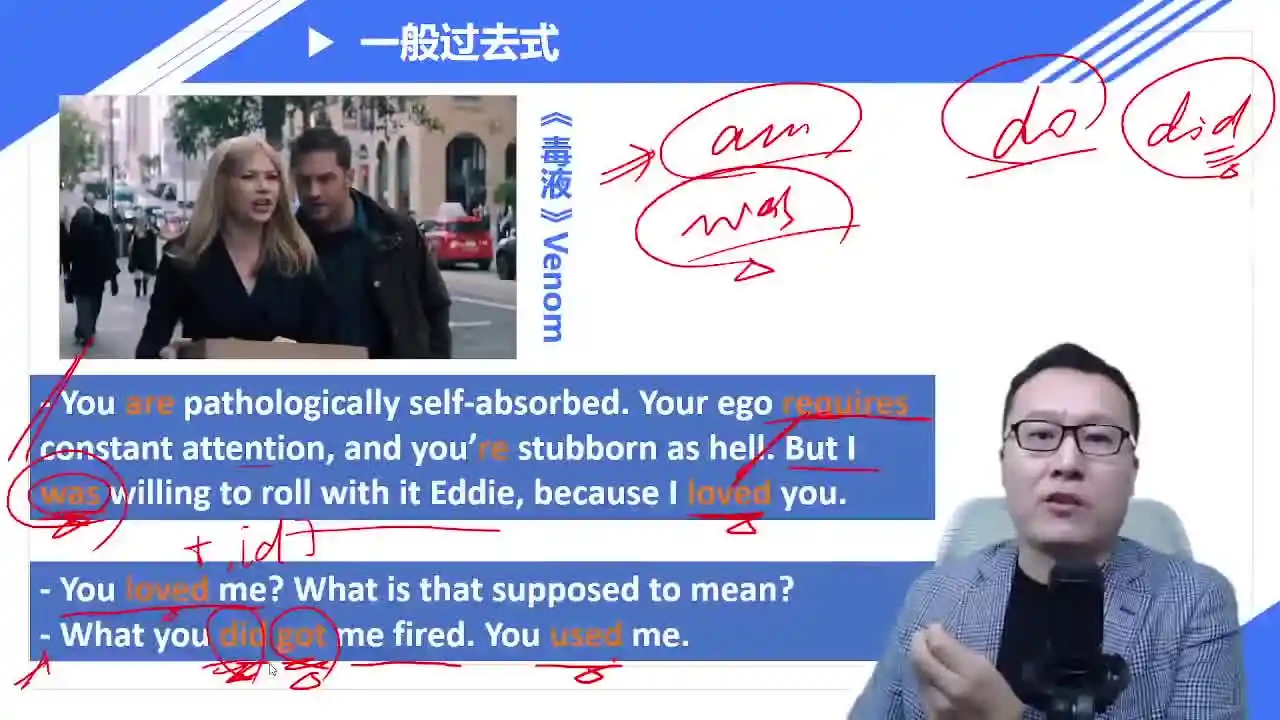 一般过去式
《毒液》Venom
am
was
do
did
- You are pathologically self-absorbed. Your ego requires
constant attention, and you’re stubborn as hell. But I
was willing to roll with it Eddie, because I loved you.
- You loved me? What is that supposed to mean?
- What you did got me fired. You used me.